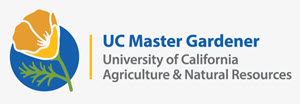 UC Master Gardener
University of California
Agriculture & Natural Resources